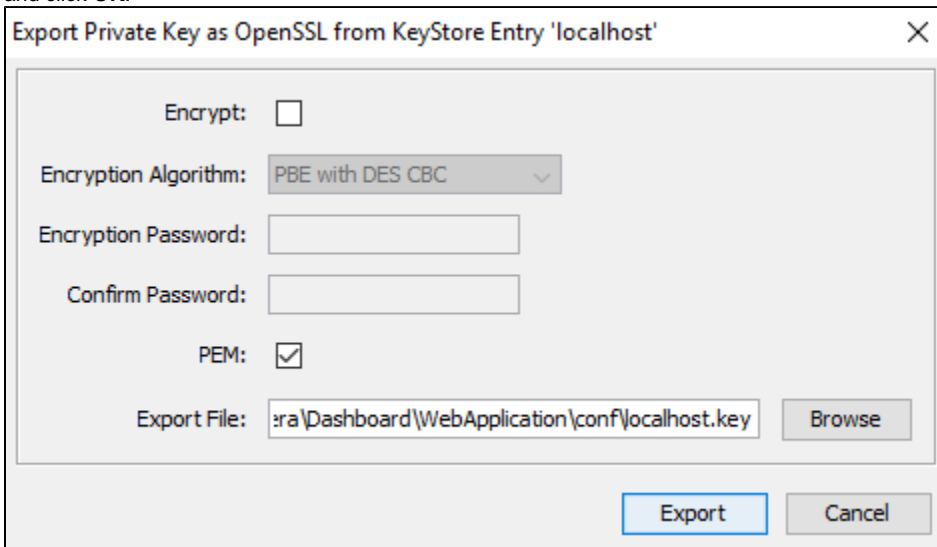 Export Private Key as OpenSSL from KeyStore Entry 'localhost'
Encrypt:
Encryption Algorithm: PBE with DES CBC
Encryption Password:
Confirm Password:
PEM:
Export File: era\Dashboard\WebApplication\conf\localhost.key Browse
Export Cancel